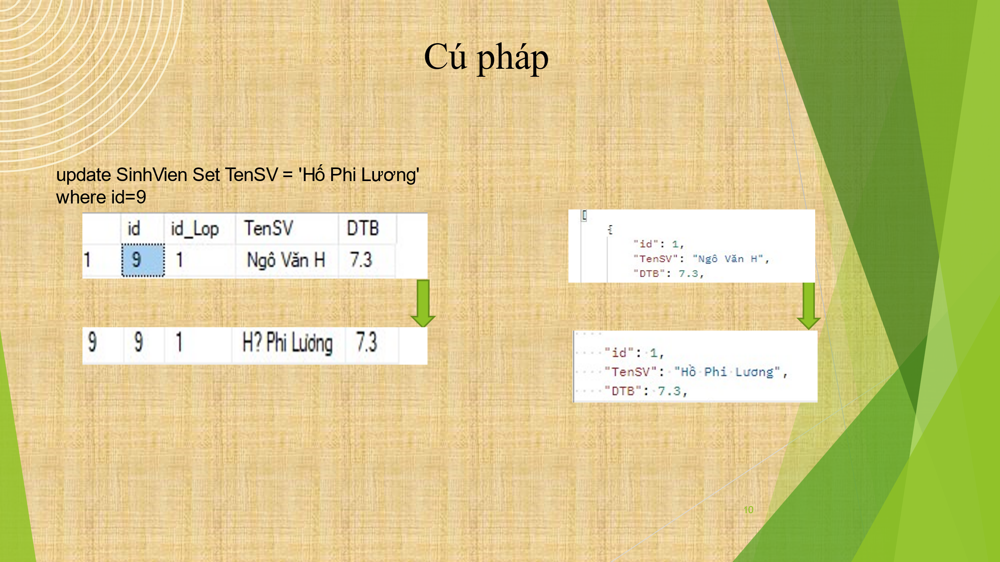 Cú pháp
update SinhVien Set TenSV = 'Hố Phi Lương'
where id=9
id id_Lop TenSV DTB
1 9 1 Ngô Văn H 7.3
9 9 1 H? Phi Lương 7.3
[
{
"id": 1,
"TenSV": "Ngô Văn H",
"DTB": 7.3,
"id": 1,
"TenSV": "Hồ Phi Lương",
"DTB": 7.3,
10